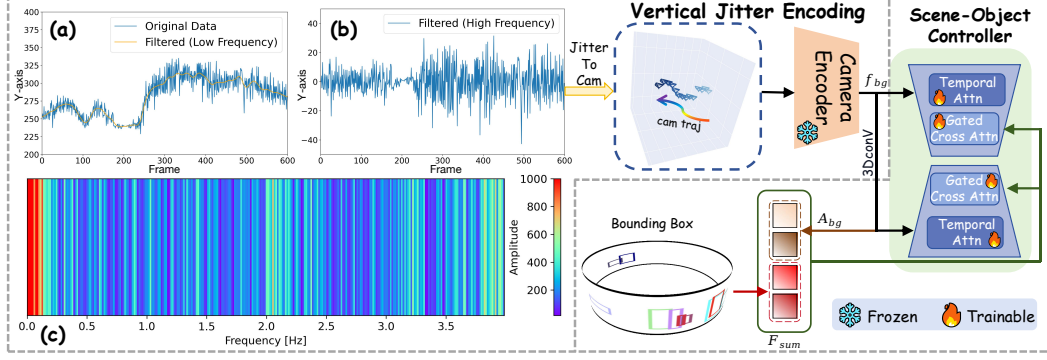 (a)
Original Data
Filtered (Low Frequency)
400
375
350
325
300
275
250
225
200
Y-axis
0 100 200 300 400 500 600
Frame
(b)
Filtered (High Frequency)
40
20
0
−20
−40
Y-axis
0 100 200 300 400 500 600
Frame
Jitter
To
Cam
Vertical Jitter Encoding
cam traj
Camera
Encoder
f_bg
3DconV
Scene-Object
Controller
Temporal
Attn
Gated
Cross Attn
Gated
Cross Attn
Temporal
Attn
(c)
0.0 0.5 1.0 1.5 2.0 2.5 3.0 3.5
Frequency [Hz]
1000
800
600
400
200
Amplitude
Bounding Box
A_bg
F_sum
Frozen
Trainable